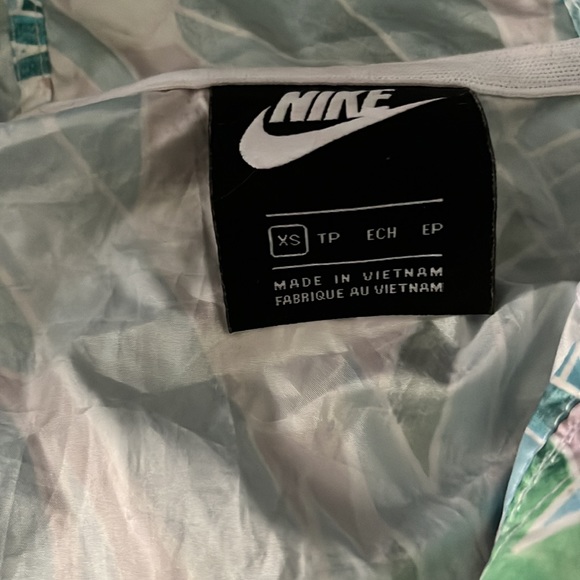 NIKE
XS TP ECH EP
MADE IN VIETNAM
FABRIQUE AU VIETNAM